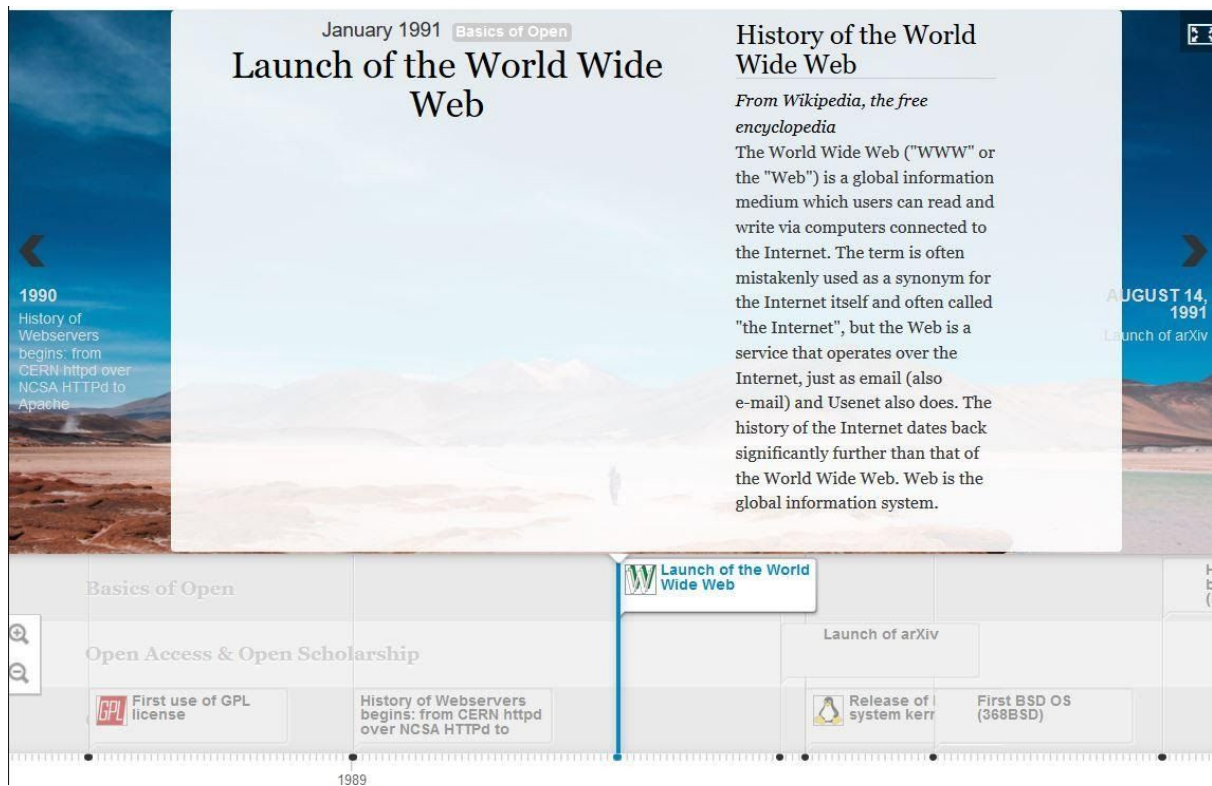 January 1991 Basics of Open
Launch of the World Wide
Web
History of the World
Wide Web
From Wikipedia, the free
encyclopedia
The World Wide Web ("WWW" or
the "Web") is a global information
medium which users can read and
write via computers connected to
the Internet. The term is often
mistakenly used as a synonym for
the Internet itself and often called
"the Internet", but the Web is a
service that operates over the
Internet, just as email (also
e-mail) and Usenet also does. The
history of the Internet dates back
significantly further than that of
the World Wide Web. Web is the
global information system.
1990
History of
Webservers
begins: from
CERN httpd over
NCSA HTTPd to
Apache
AUGUST 14,
1991
Launch of arXiv
Basics of Open
Launch of the World
Wide Web
Open Access & Open Scholarship
Launch of arXiv
GPL
First use of GPL
license
History of Webservers
begins: from CERN httpd
over NCSA HTTPd to
Release of
system kerr
First BSD OS
(368BSD)
1989